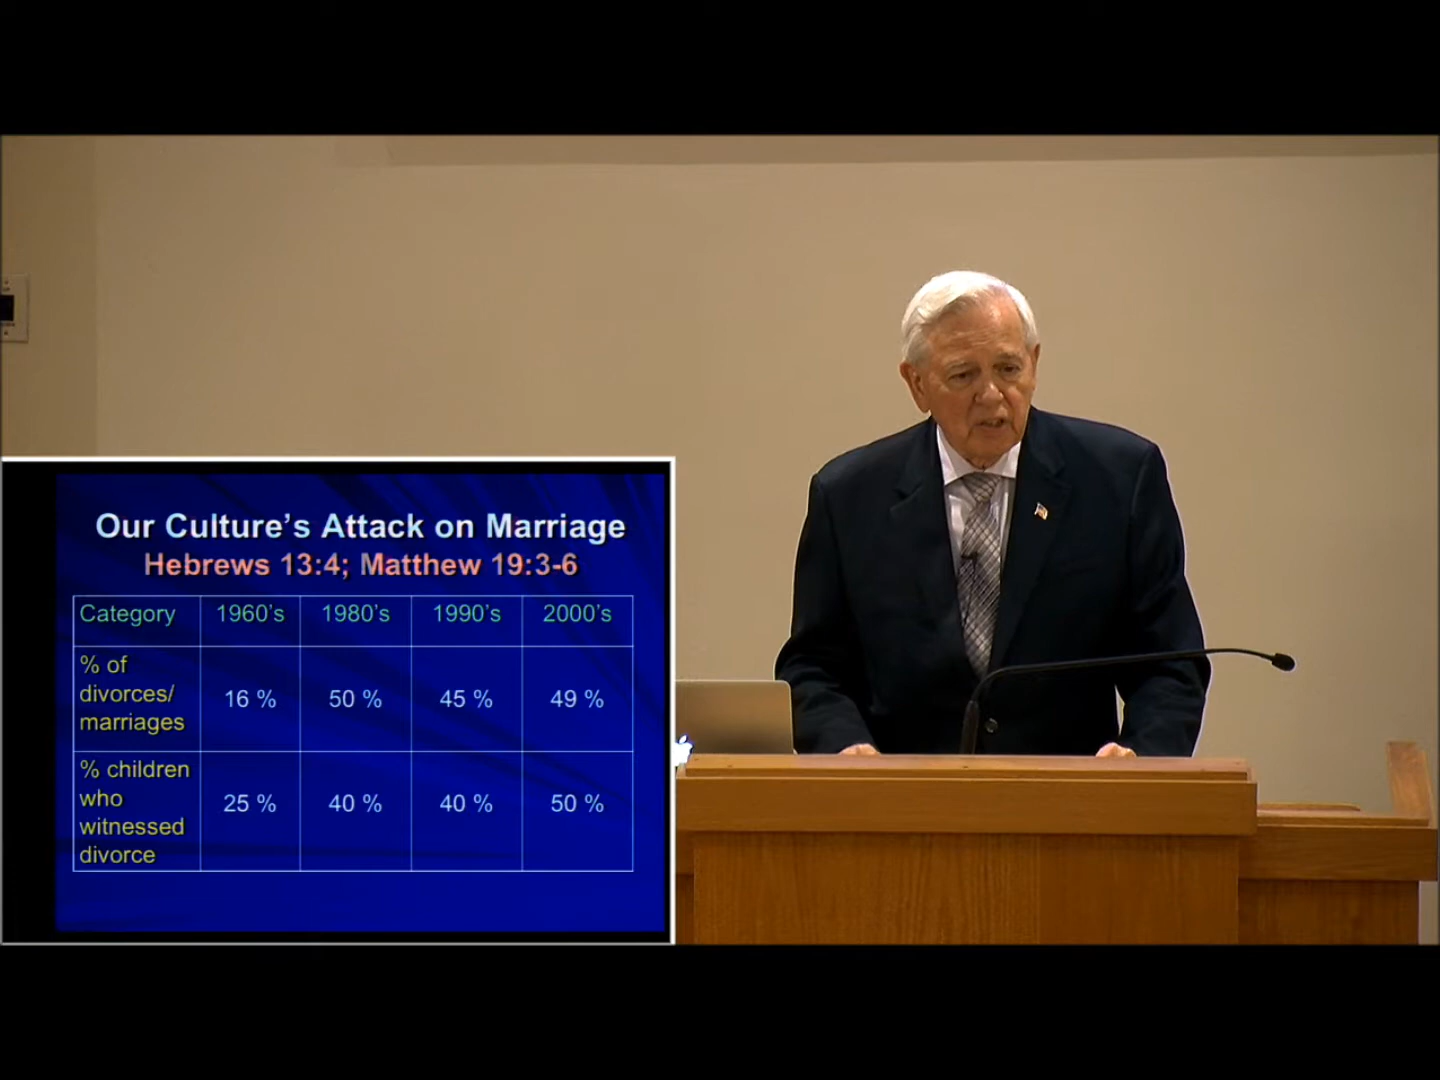 Our Culture's Attack on Marriage
Hebrews 13:4; Matthew 19:3-6
Category 1960's 1980's 1990's 2000's
% of
divorces/
marriages
16 % 50 % 45 % 49 %
% children
who
witnessed
divorce
25 % 40 % 40 % 50 %